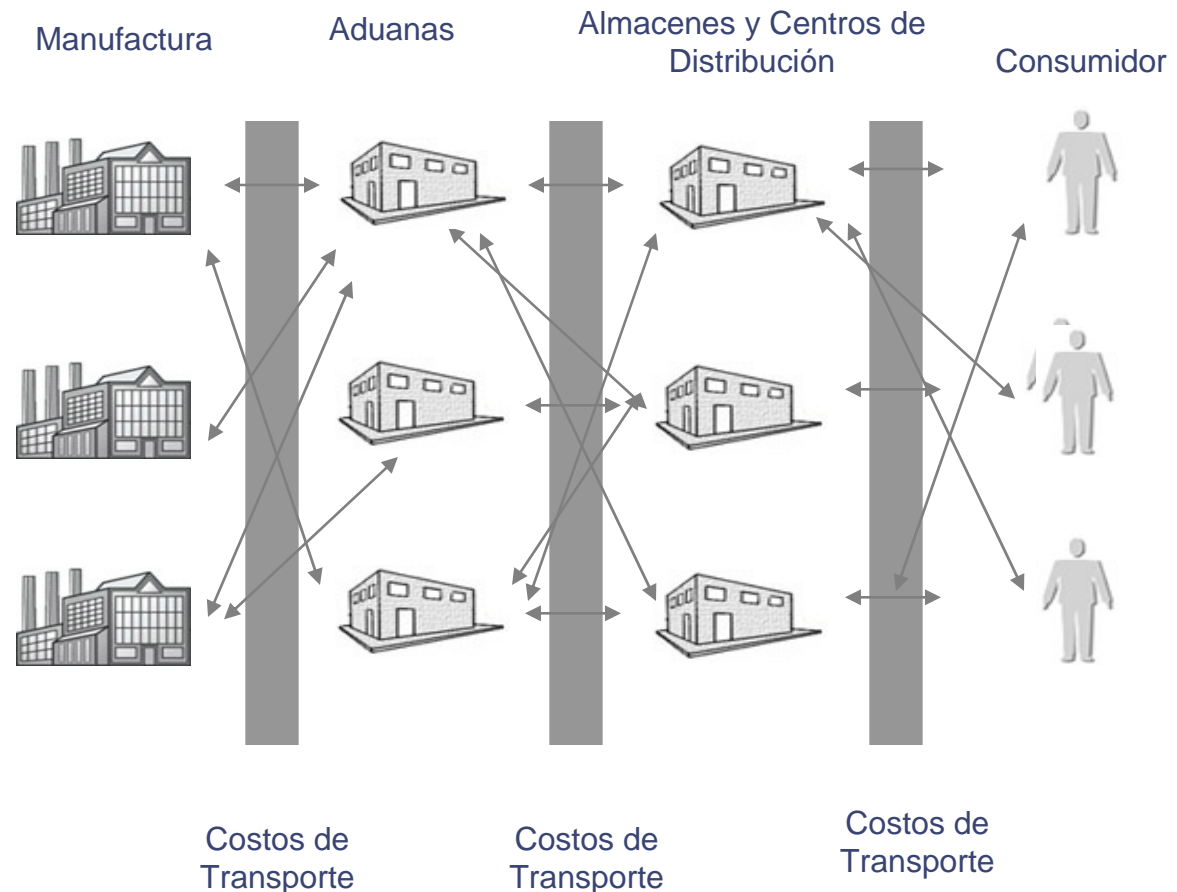 Manufactura
Aduanas
Almacenes y Centros de
Distribución
Consumidor
Costos de
Transporte
Costos de
Transporte
Costos de
Transporte